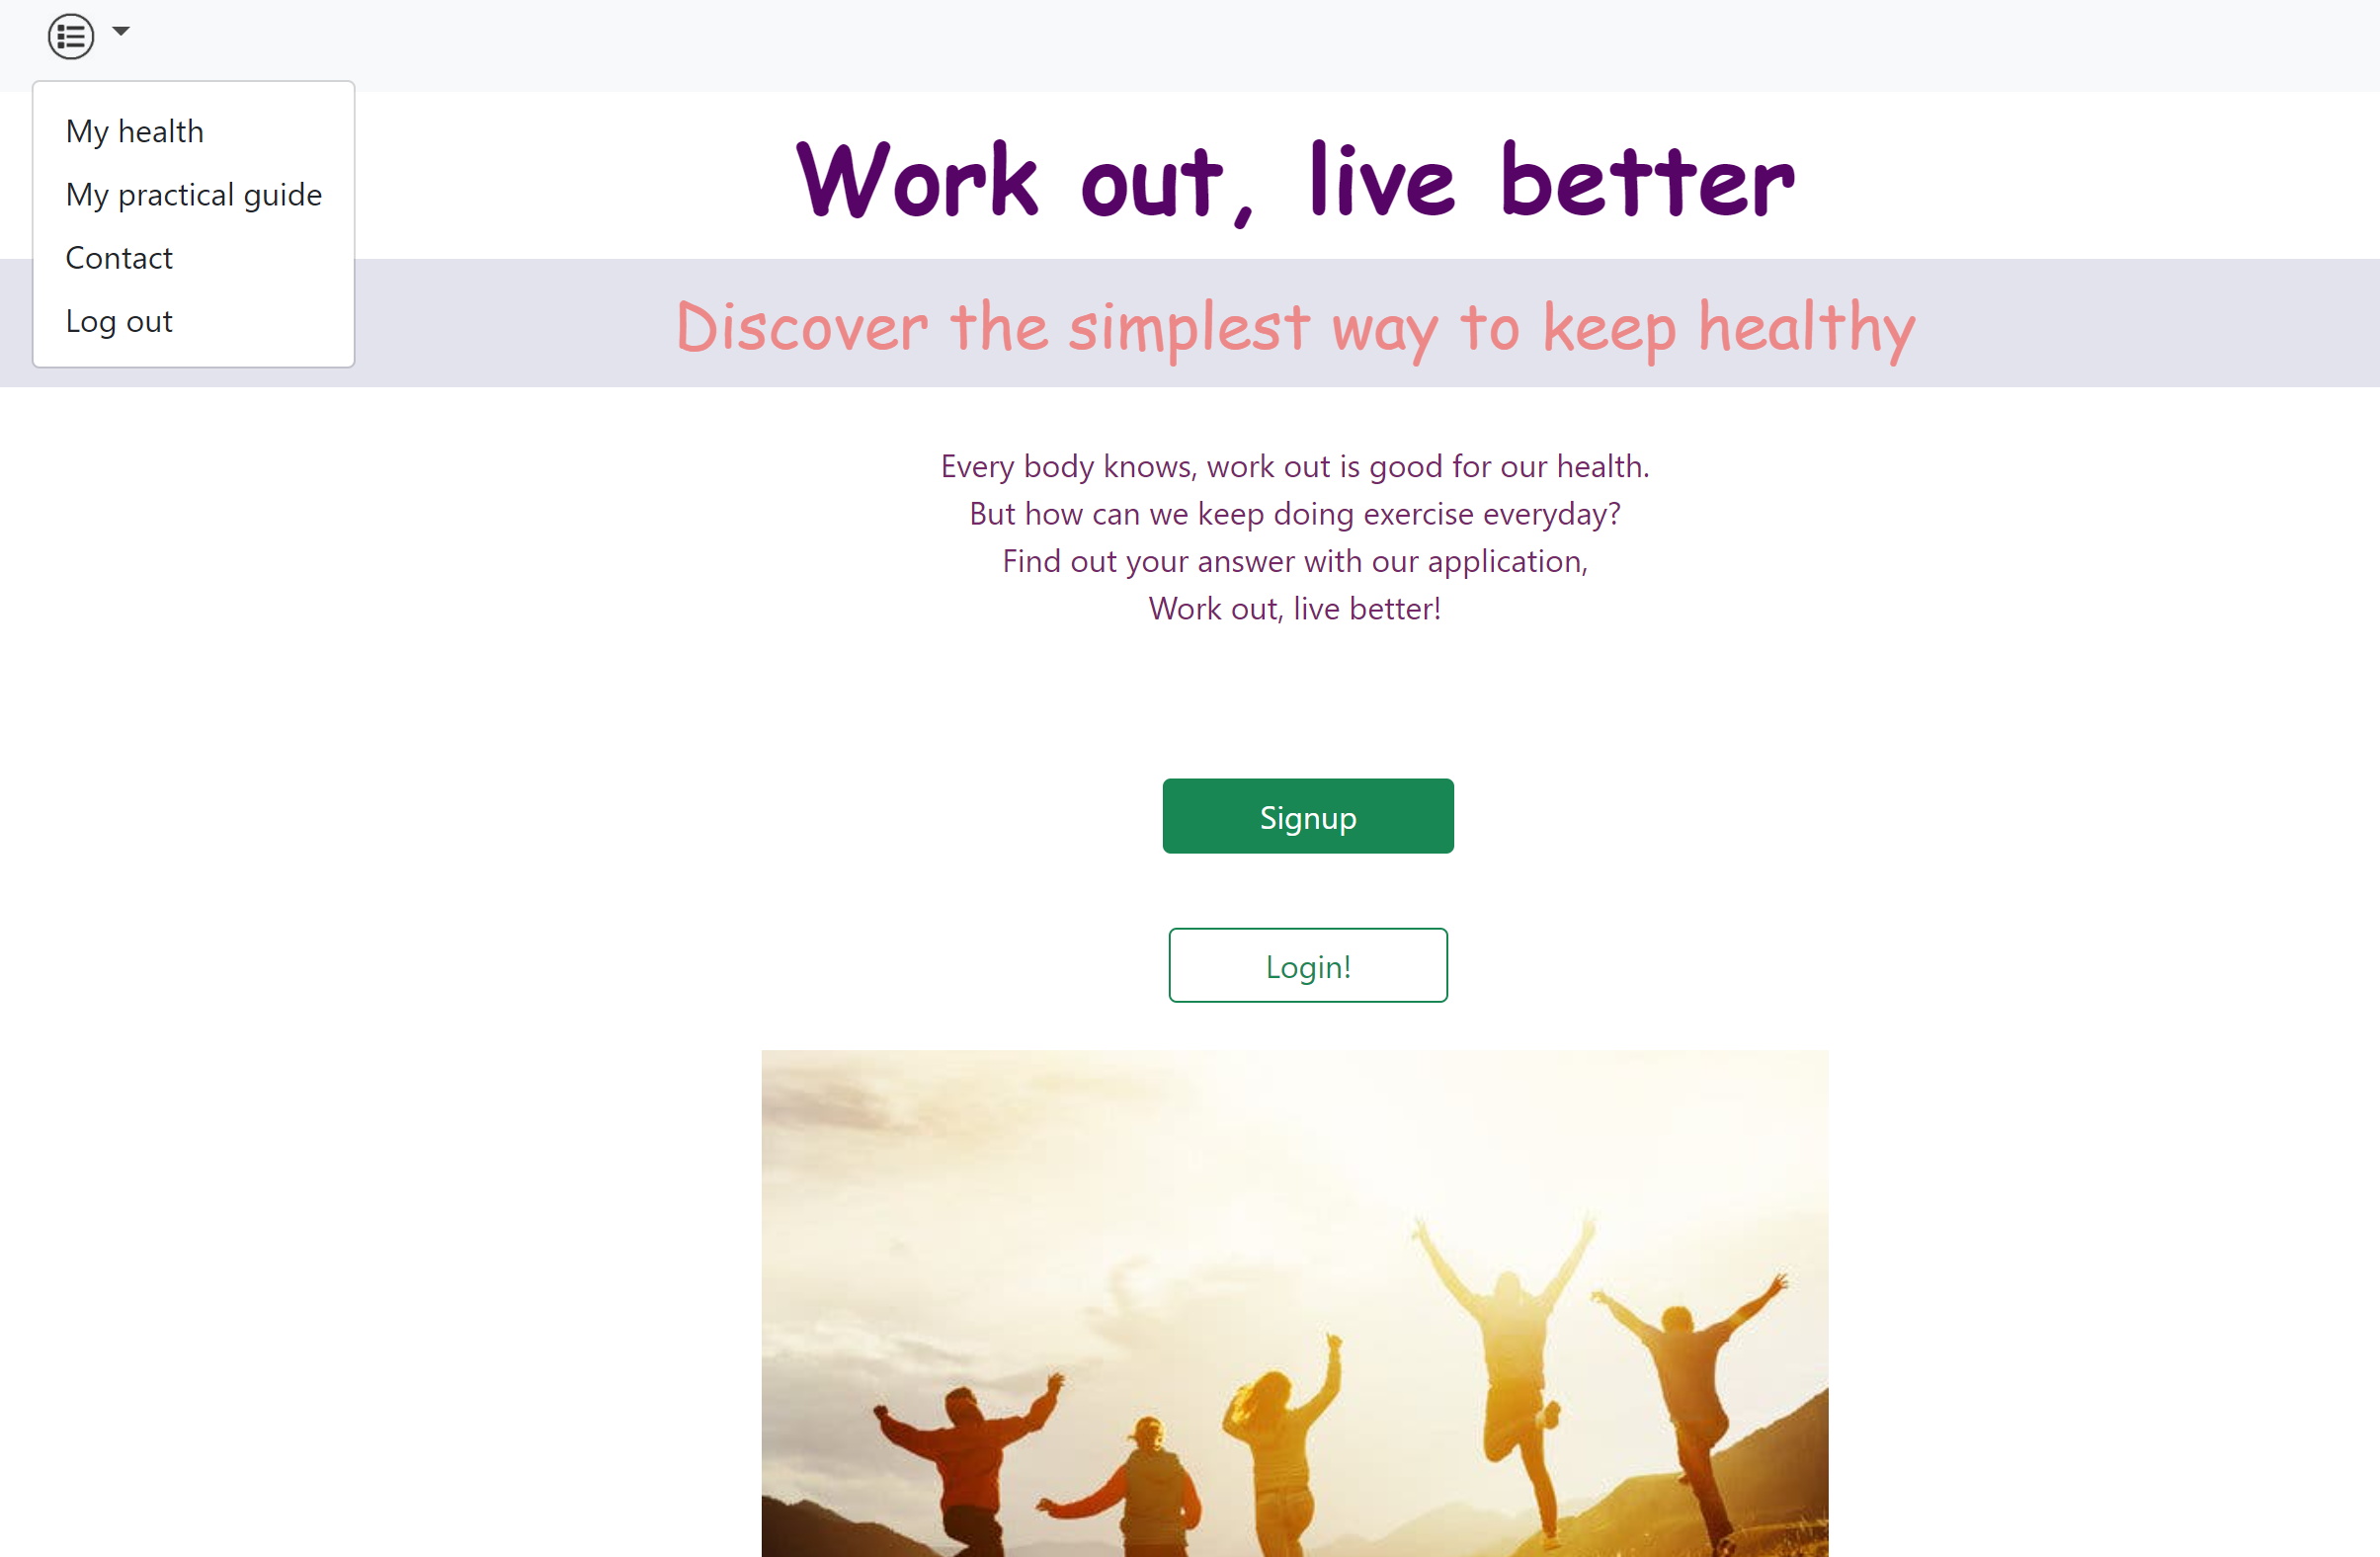 My health
My practical guide
Contact
Log out
Work out, live better
Discover the simplest way to keep healthy
Every body knows, work out is good for our health.
But how can we keep doing exercise everyday?
Find out your answer with our application,
Work out, live better!
Signup
Login!